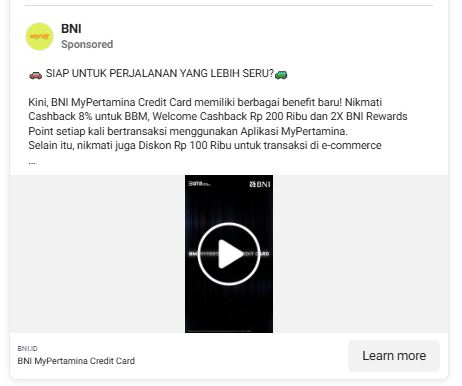 wondr
BNI
Sponsored
SIAP UNTUK PERJALANAN YANG LEBIH SERU?
Kini, BNI MyPertamina Credit Card memiliki berbagai benefit baru! Nikmati
Cashback 8% untuk BBM, Welcome Cashback Rp 200 Ribu dan 2X BNI Rewards
Point setiap kali bertransaksi menggunakan Aplikasi MyPertamina.
Selain itu, nikmati juga Diskon Rp 100 Ribu untuk transaksi di e-commerce
...
BNI
BNI MYPERT EDIT CARD
BNI.ID
BNI MyPertamina Credit Card
Learn more